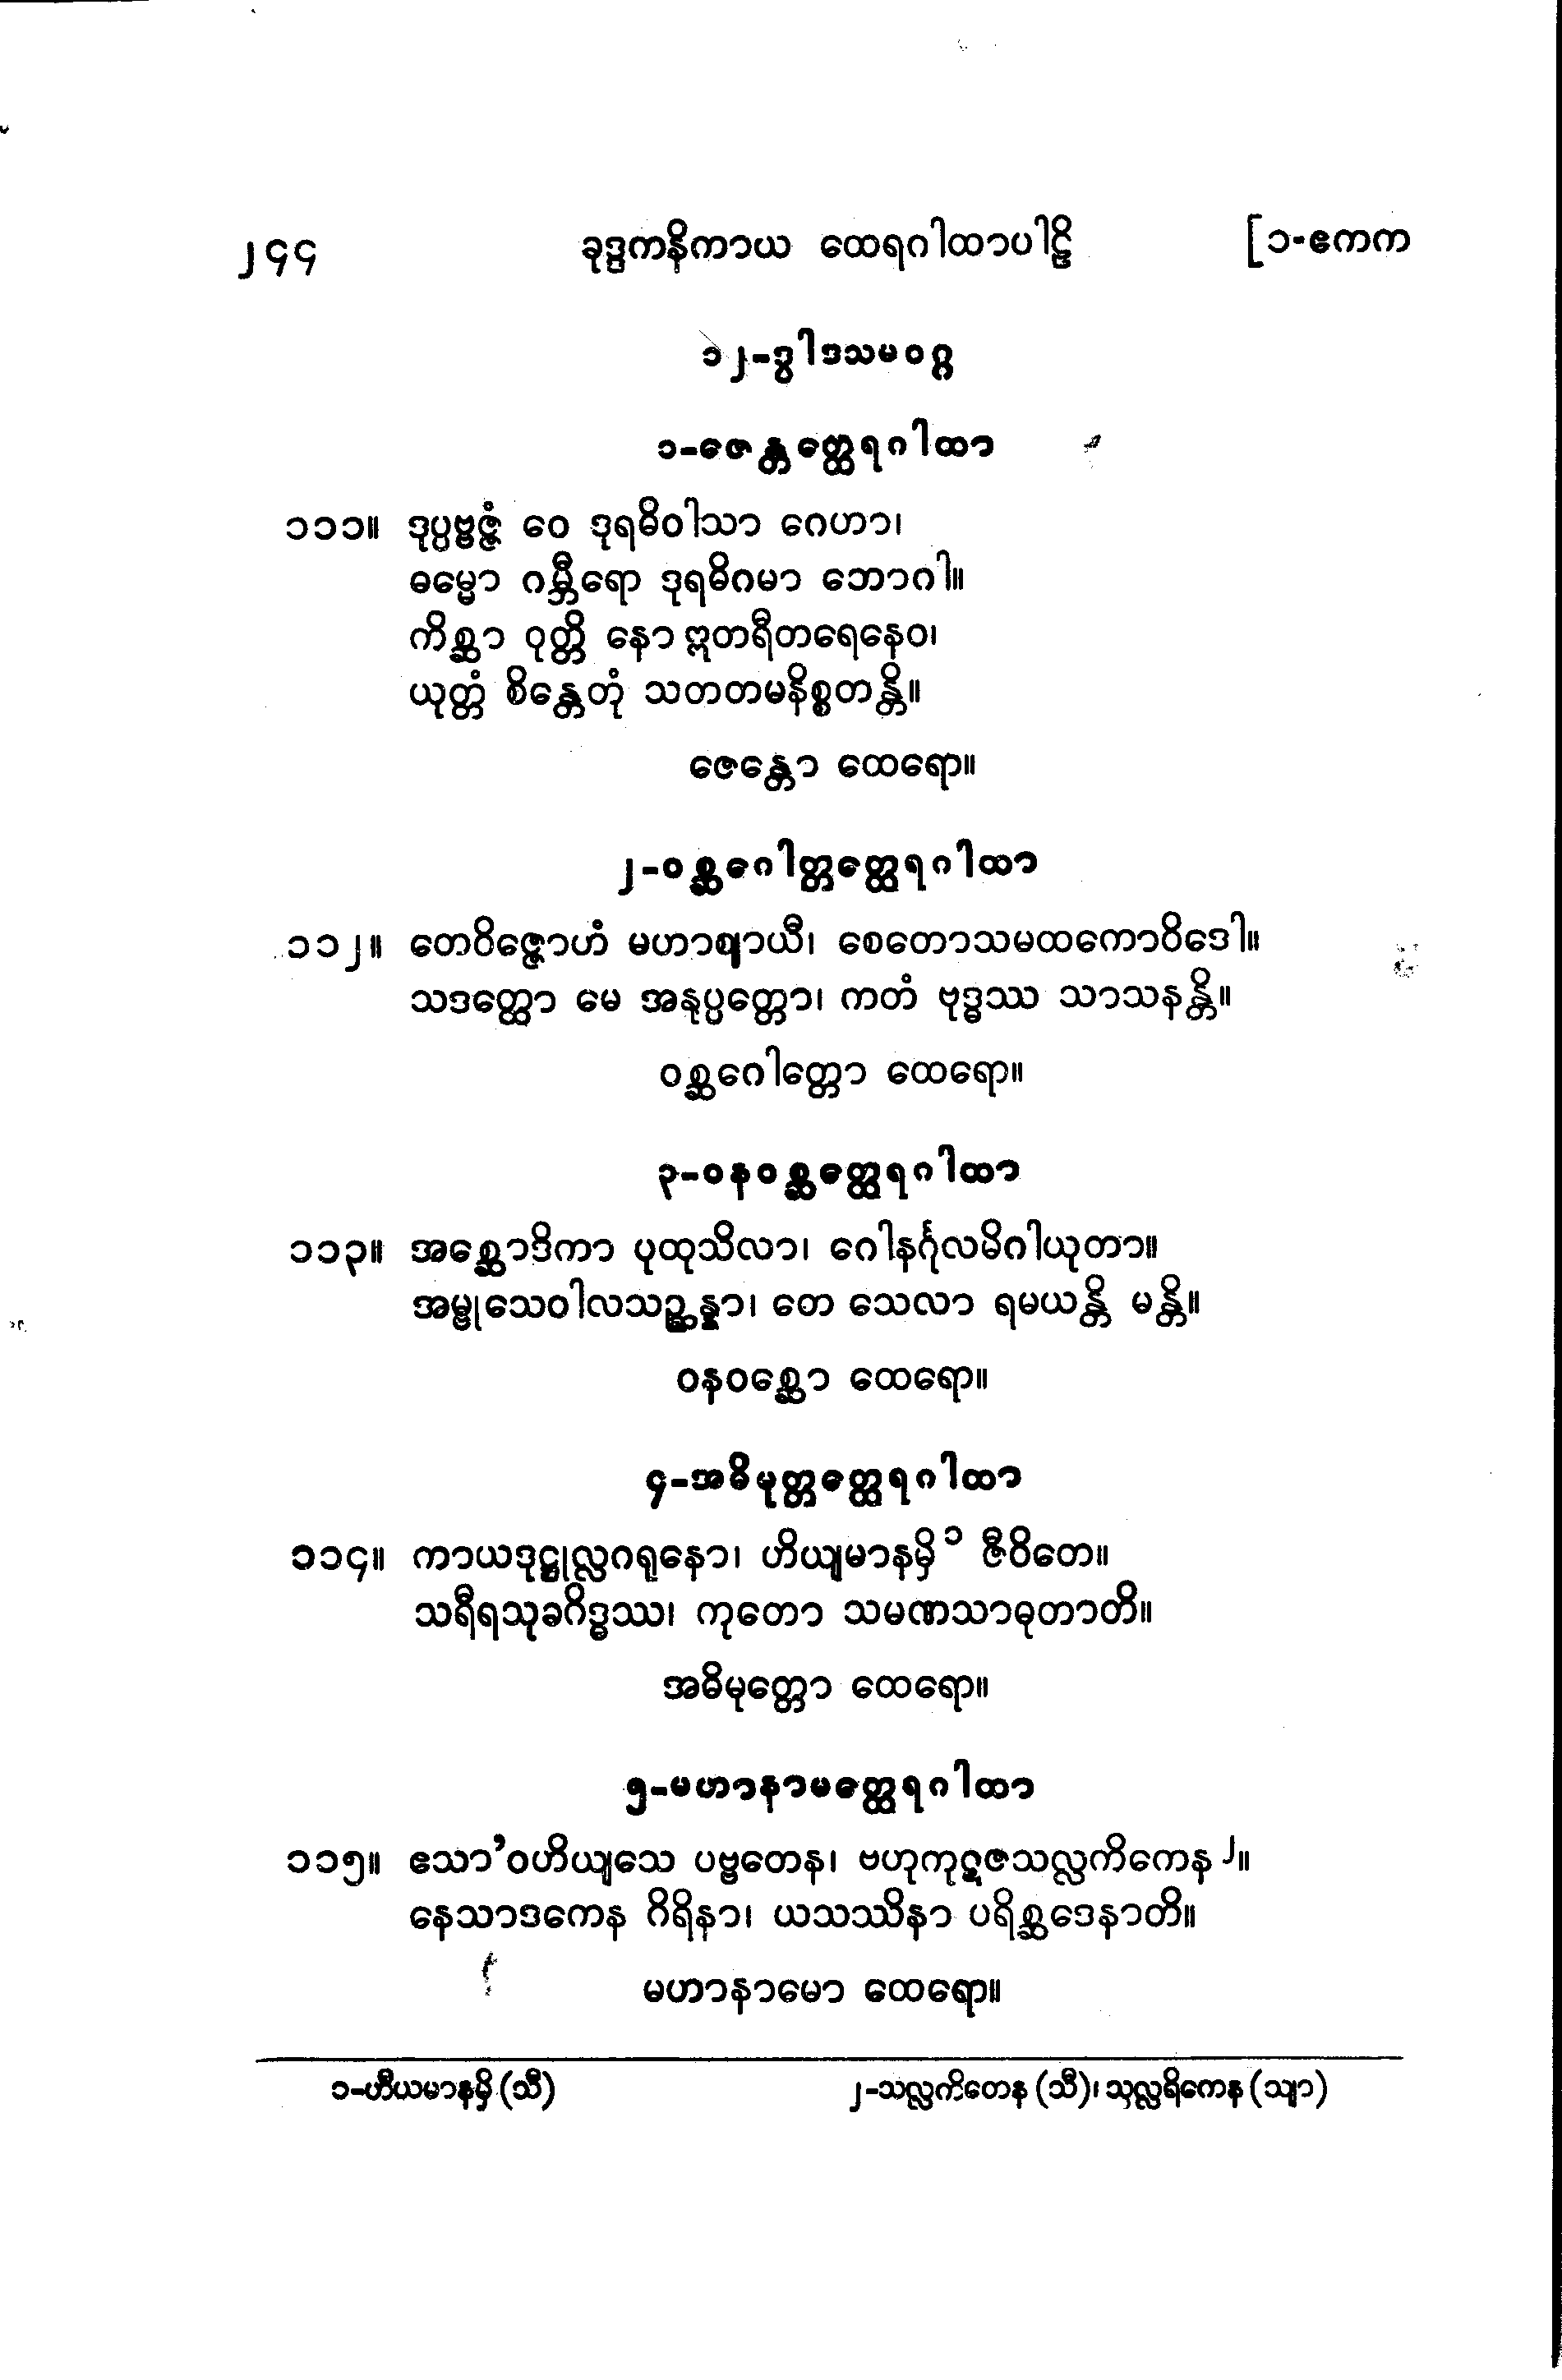 ၂၄၄ ခုဒ္ဒကနိကာယ ထေရဂါထာပါဠိ [၁-ဧကက
၁၂-ဒွါဒသမဝဂ္ဂ
၁-ဇေန္တတ္ထေရဂါထာ
၁၁၁။ ဒုပ္ပဗ္ဗဇ္ဇံ ဝေ ဒုရဓိဝါသာ ဂေဟာ၊
ဓမ္မော ဂမ္ဘီရော ဒုရဓိဂမာ ဘောဂါ။
ကိစ္ဆာ ဝုတ္တိ နော ဣတရီတရေနေဝ၊
ယုတ္တံ စိန္တေတုံ သတတမနိစ္စတန္တိ။
ဇေန္တော ထေရော။
၂-ဝစ္ဆဂေါတ္တတ္ထေရဂါထာ
၁၁၂။ တေဝိဇ္ဇောဟံ မဟာဈာယီ၊ စေတောသမထကောဝိဒေါ။
သဒတ္ထော မေ အနုပ္ပတ္တော၊ ကတံ ဗုဒ္ဓဿ သာသနန္တိ။
ဝစ္ဆဂေါတ္တော ထေရော။
၃-ဝနဝစ္ဆတ္ထေရဂါထာ
၁၁၃။ အစ္ဆောဒိကာ ပုထုသိလာ၊ ဂေါနင်္ဂုလမိဂါယုတာ။
အမ္ဗုသေဝါလသဉ္ဆန္နာ၊ တေ သေလာ ရမယန္တိ မန္တိ။
ဝနဝစ္ဆော ထေရော။
၄-အဓိမုတ္တတ္ထေရဂါထာ
၁၁၄။ ကာယဒုဋ္ဌုလ္လဂရုနော၊ ဟိယျမာနမှိ ၁ ဇီဝိတေ။
သရီရသုခဂိဒ္ဓဿ၊ ကုတော သမဏသာဓုတာတိ။
အဓိမုတ္တော ထေရော။
၅-မဟာနာမတ္ထေရဂါထာ
၁၁၅။ ဧသာ’ဝဟိယျသေ ပဗ္ဗတေန၊ ဗဟုကုဋဇသလ္လကိကေန ၂။
နေသာဒကေန ဂိရိနာ၊ ယသဿိနာ ပရိစ္ဆဒေနာတိ။
မဟာနာမော ထေရော။
၁-ဟီယမာနမှိ (သီ) ၂-သလ္လကိတေန (သီ)၊ သုလ္လရိကေန (သျာ)